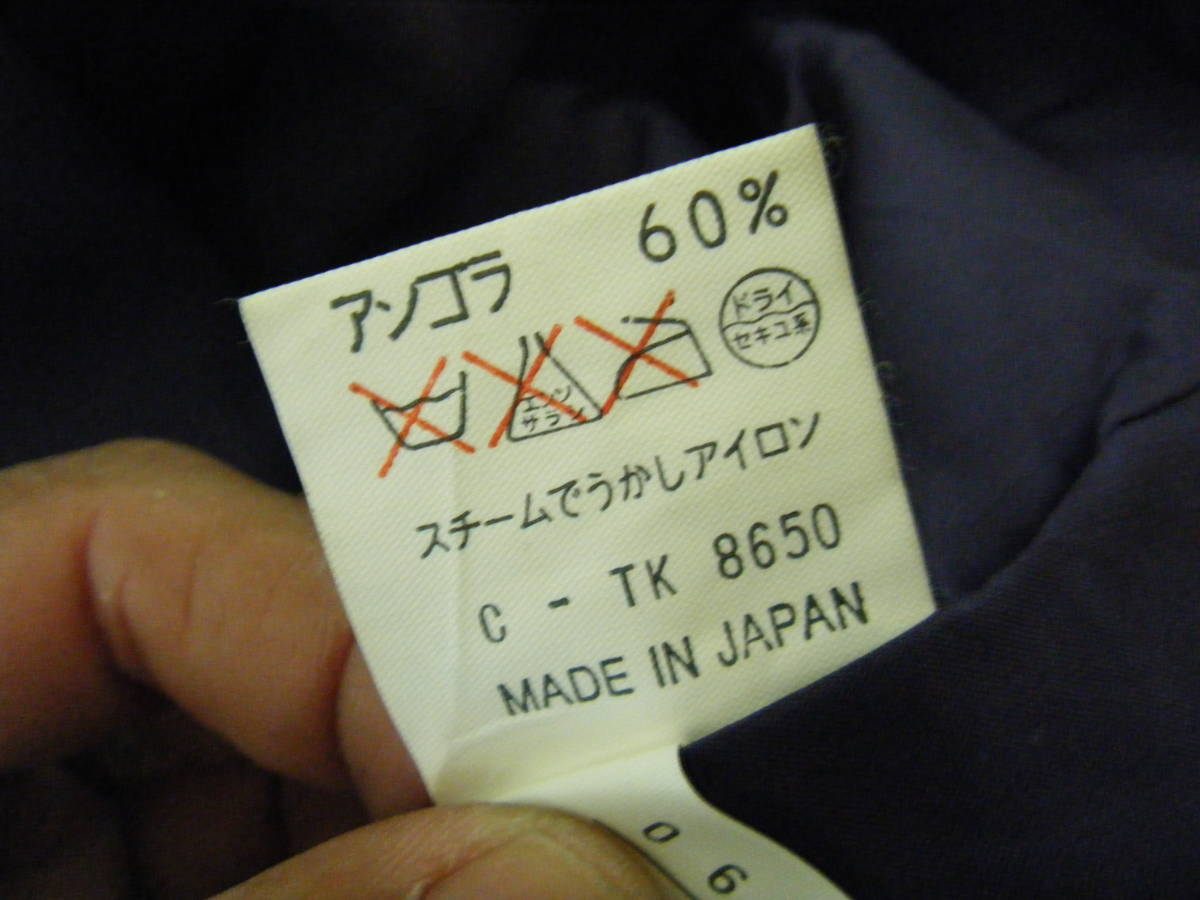 アンゴラ 60%
エンソ
サラシ
ドライ
セキユ系
スチームでうかしアイロン
C - TK 8650
MADE IN JAPAN
06